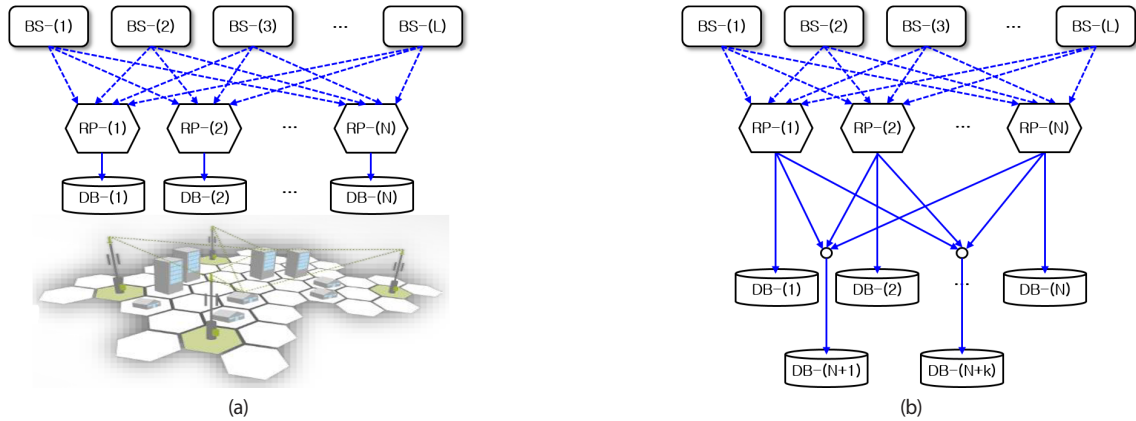 BS-(1) BS-(2) BS-(3) ... BS-(L)
RP-(1) RP-(2) ... RP-(N)
DB-(1) DB-(2) ... DB-(N)
(a)
BS-(1) BS-(2) BS-(3) ... BS-(L)
RP-(1) RP-(2) ... RP-(N)
DB-(1) DB-(2) ... DB-(N)
DB-(N+1) DB-(N+k)
(b)